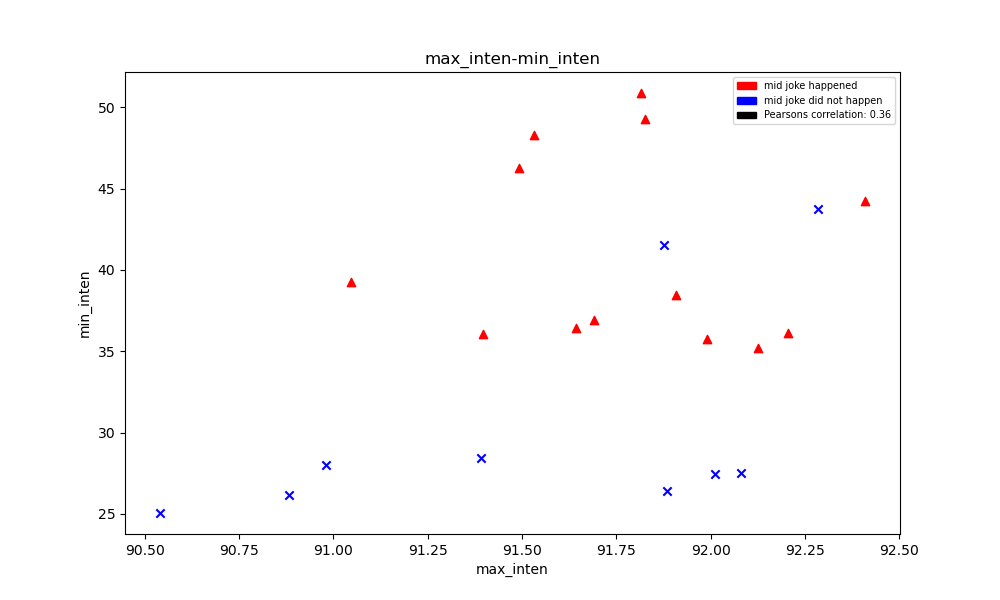 max_inten-min_inten
mid joke happened
mid joke did not happen
Pearsons correlation: 0.36
min_inten
50
45
40
35
30
25
90.50 90.75 91.00 91.25 91.50 91.75 92.00 92.25 92.50
max_inten